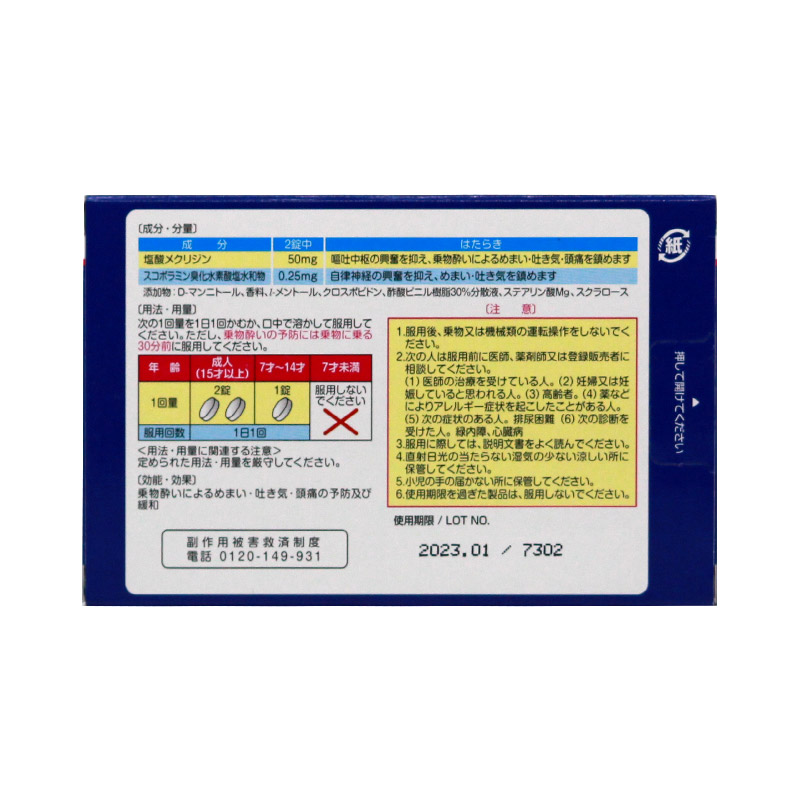 〔成分・分量〕
成 分 2錠中 はたらき
塩酸メクリジン 50mg 嘔吐中枢の興奮を抑え、乗物酔いによるめまい・吐き気・頭痛を鎮めます
スコポラミン臭化水素酸塩水和物 0.25mg 自律神経の興奮を抑え、めまい・吐き気を鎮めます
添加物：D-マンニトール、香料、l-メントール、クロスポビドン、酢酸ビニル樹脂30%分散液、ステアリン酸Mg、スクラロース
〔用法・用量〕
次の1回量を1日1回かむか、口中で溶かして服用して
ください。ただし、乗物酔いの予防には乗物に乗る
30分前に服用してください。
年 齢 成人 (15才以上) 7才～14才 7才未満
1回量 2錠 1錠 服用しない
でください
服用回数 1日1回
<用法・用量に関連する注意>
定められた用法・用量を厳守してください。
〔効能・効果〕
乗物酔いによるめまい・吐き気・頭痛の予防及び
緩和
副作用被害救済制度
電話 0120-149-931
〔注 意〕
1.服用後、乗物又は機械類の運転操作をしないでく
ださい。
2.次の人は服用前に医師、薬剤師又は登録販売者に
相談してください。
(1) 医師の治療を受けている人。(2) 妊婦又は妊
娠していると思われる人。(3) 高齢者。(4) 薬など
によりアレルギー症状を起こしたことがある人。
(5) 次の症状のある人。排尿困難 (6) 次の診断を
受けた人。緑内障、心臓病
3.服用に際しては、説明文書をよく読んでください。
4.直射日光の当たらない湿気の少ない涼しい所に
保管してください。
5.小児の手の届かない所に保管してください。
6.使用期限を過ぎた製品は、服用しないでください。
使用期限 / LOT NO.
2023.01 / 7302
紙
押して開けてください